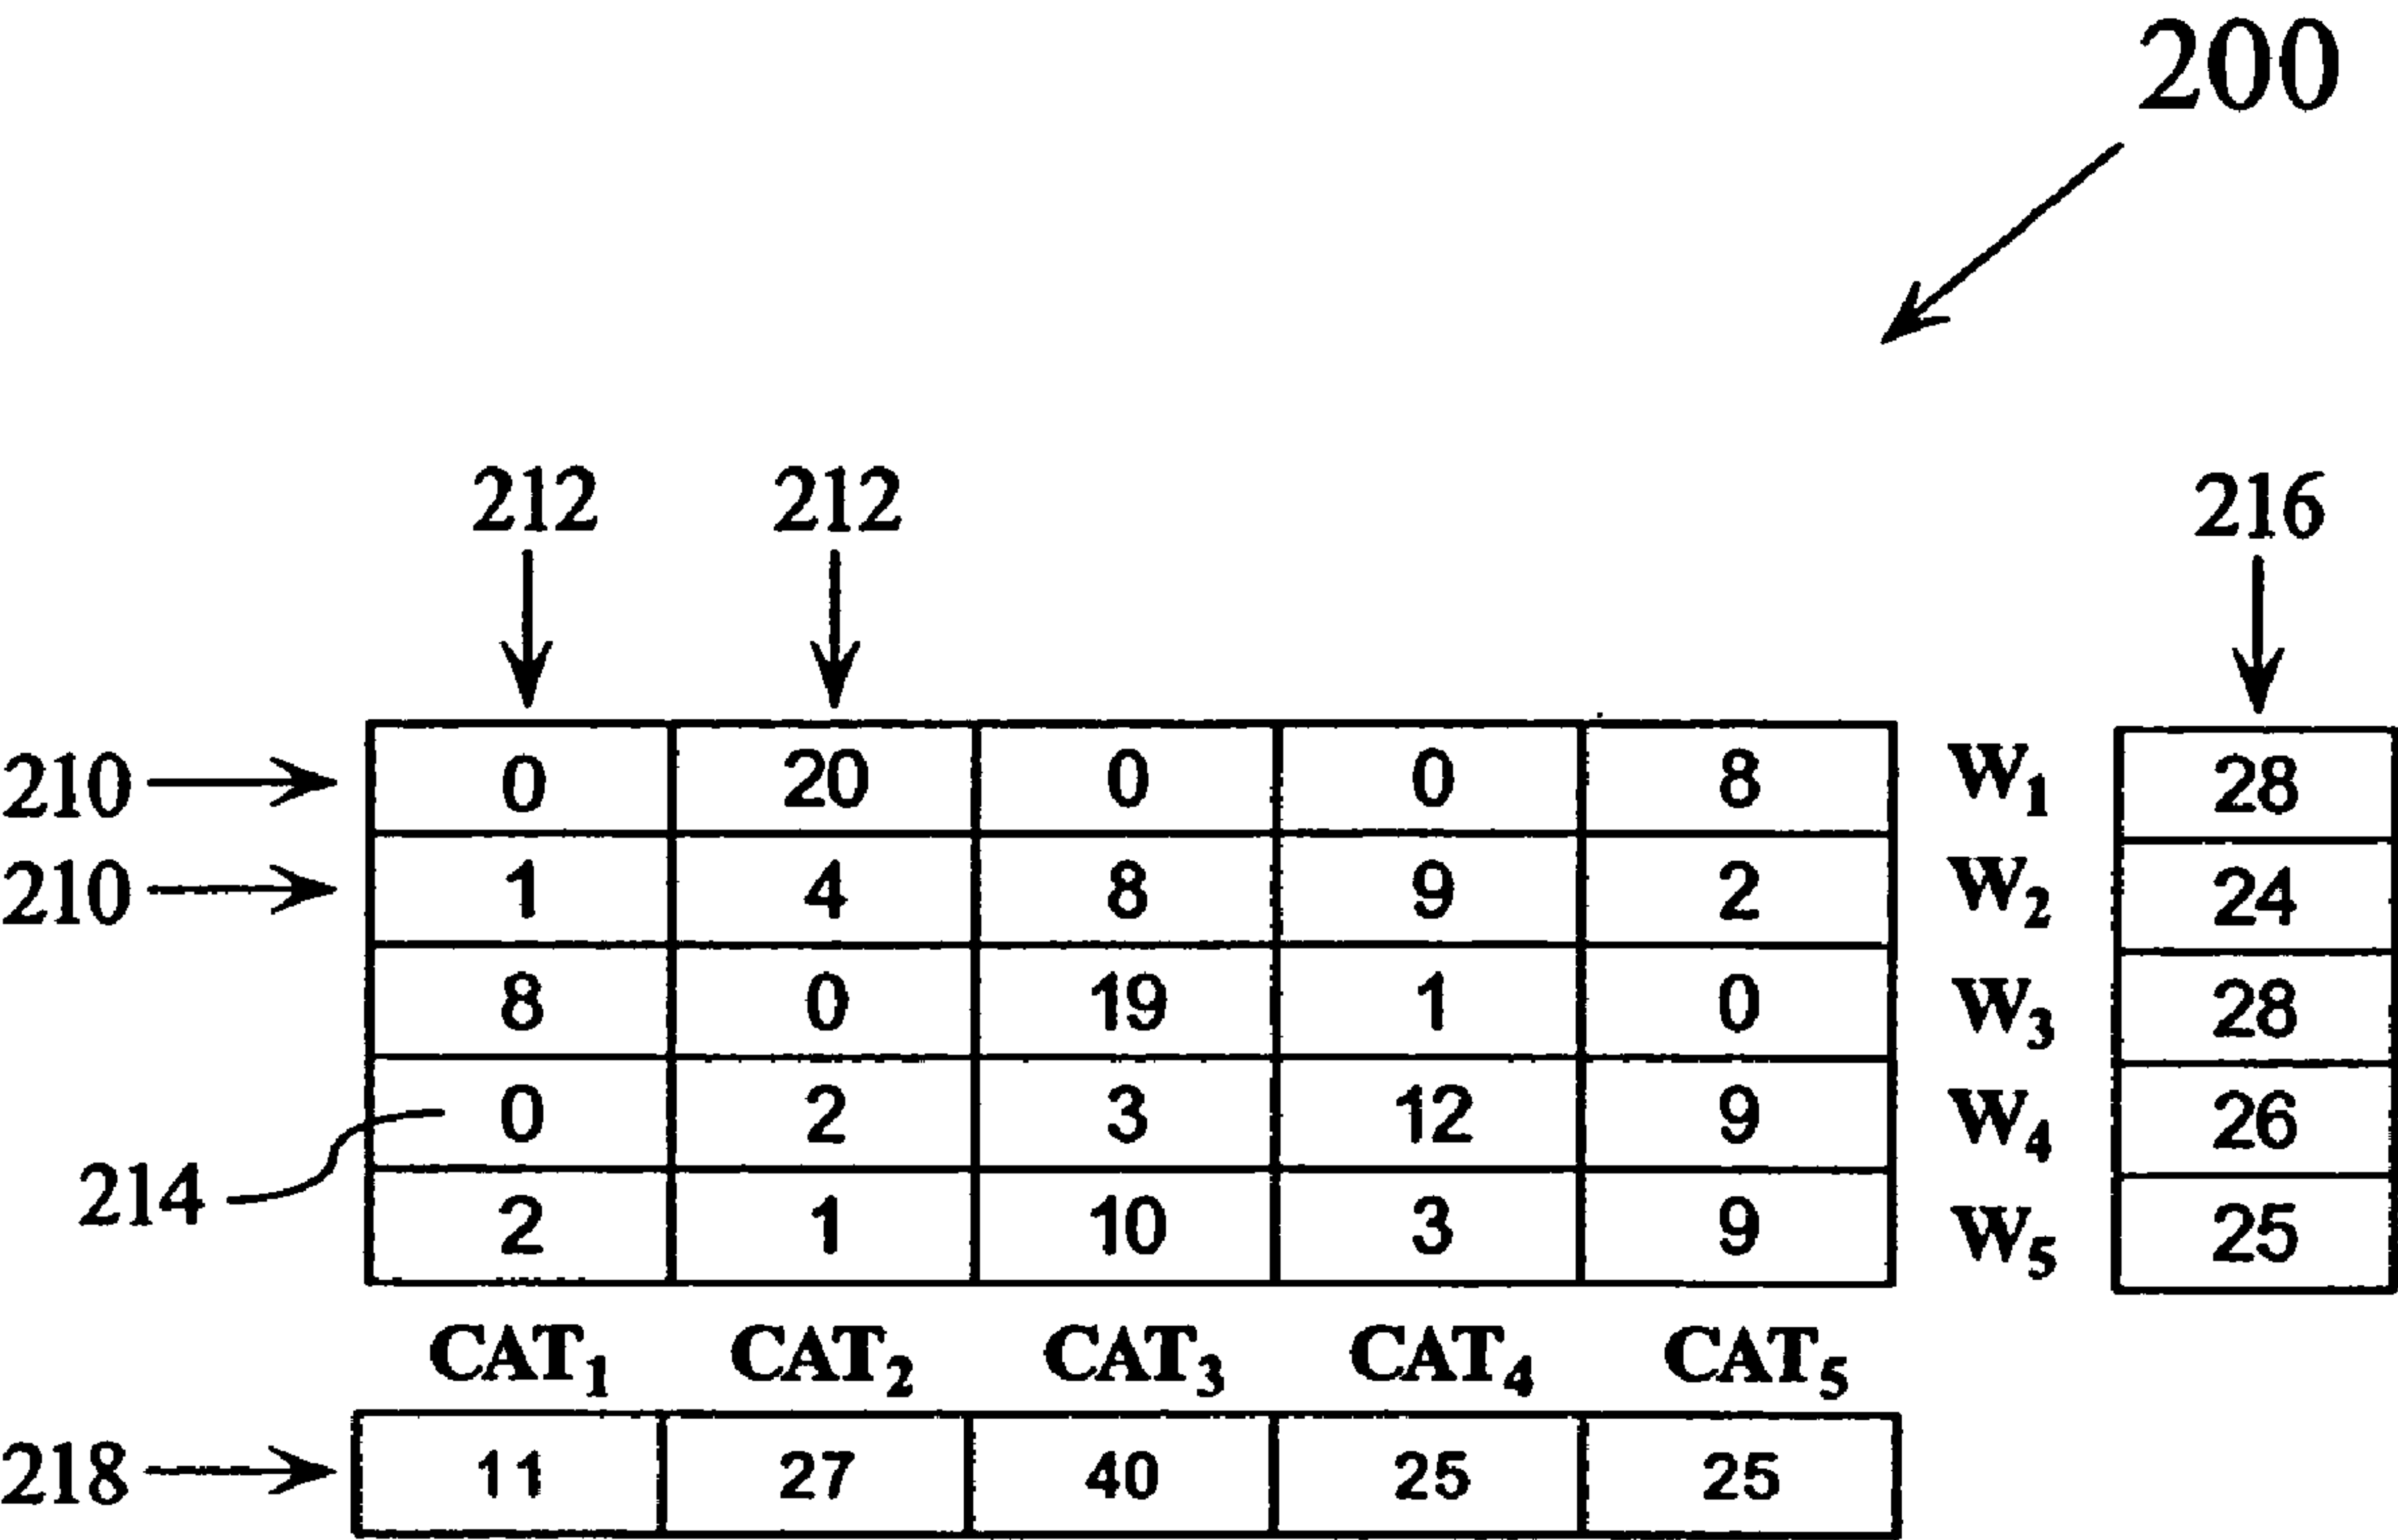 200
212 212 216
210 0 20 0 0 8 W1 28
210 1 4 8 9 2 W2 24
8 0 19 1 0 W3 28
0 2 3 12 9 W4 26
214 2 1 10 3 9 W5 25
CAT1 CAT2 CAT3 CAT4 CAT5
218 11 27 40 25 25